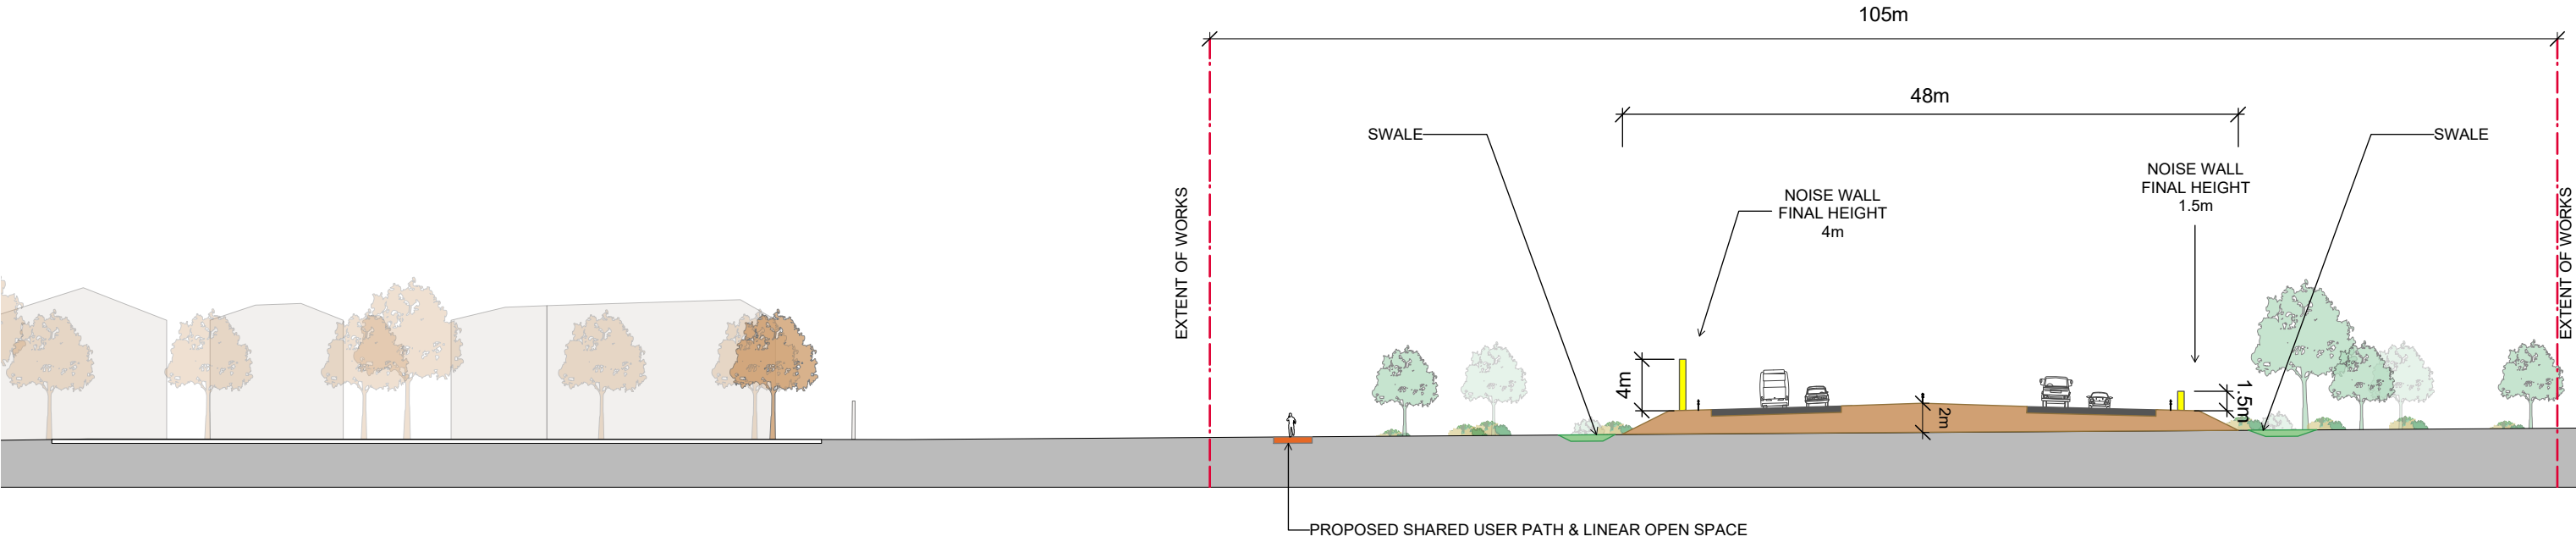 105m
48m
SWALE
SWALE
NOISE WALL
FINAL HEIGHT
1.5m
NOISE WALL
FINAL HEIGHT
4m
EXTENT OF WORKS
EXTENT OF WORKS
4m
2m
1.5m
PROPOSED SHARED USER PATH & LINEAR OPEN SPACE